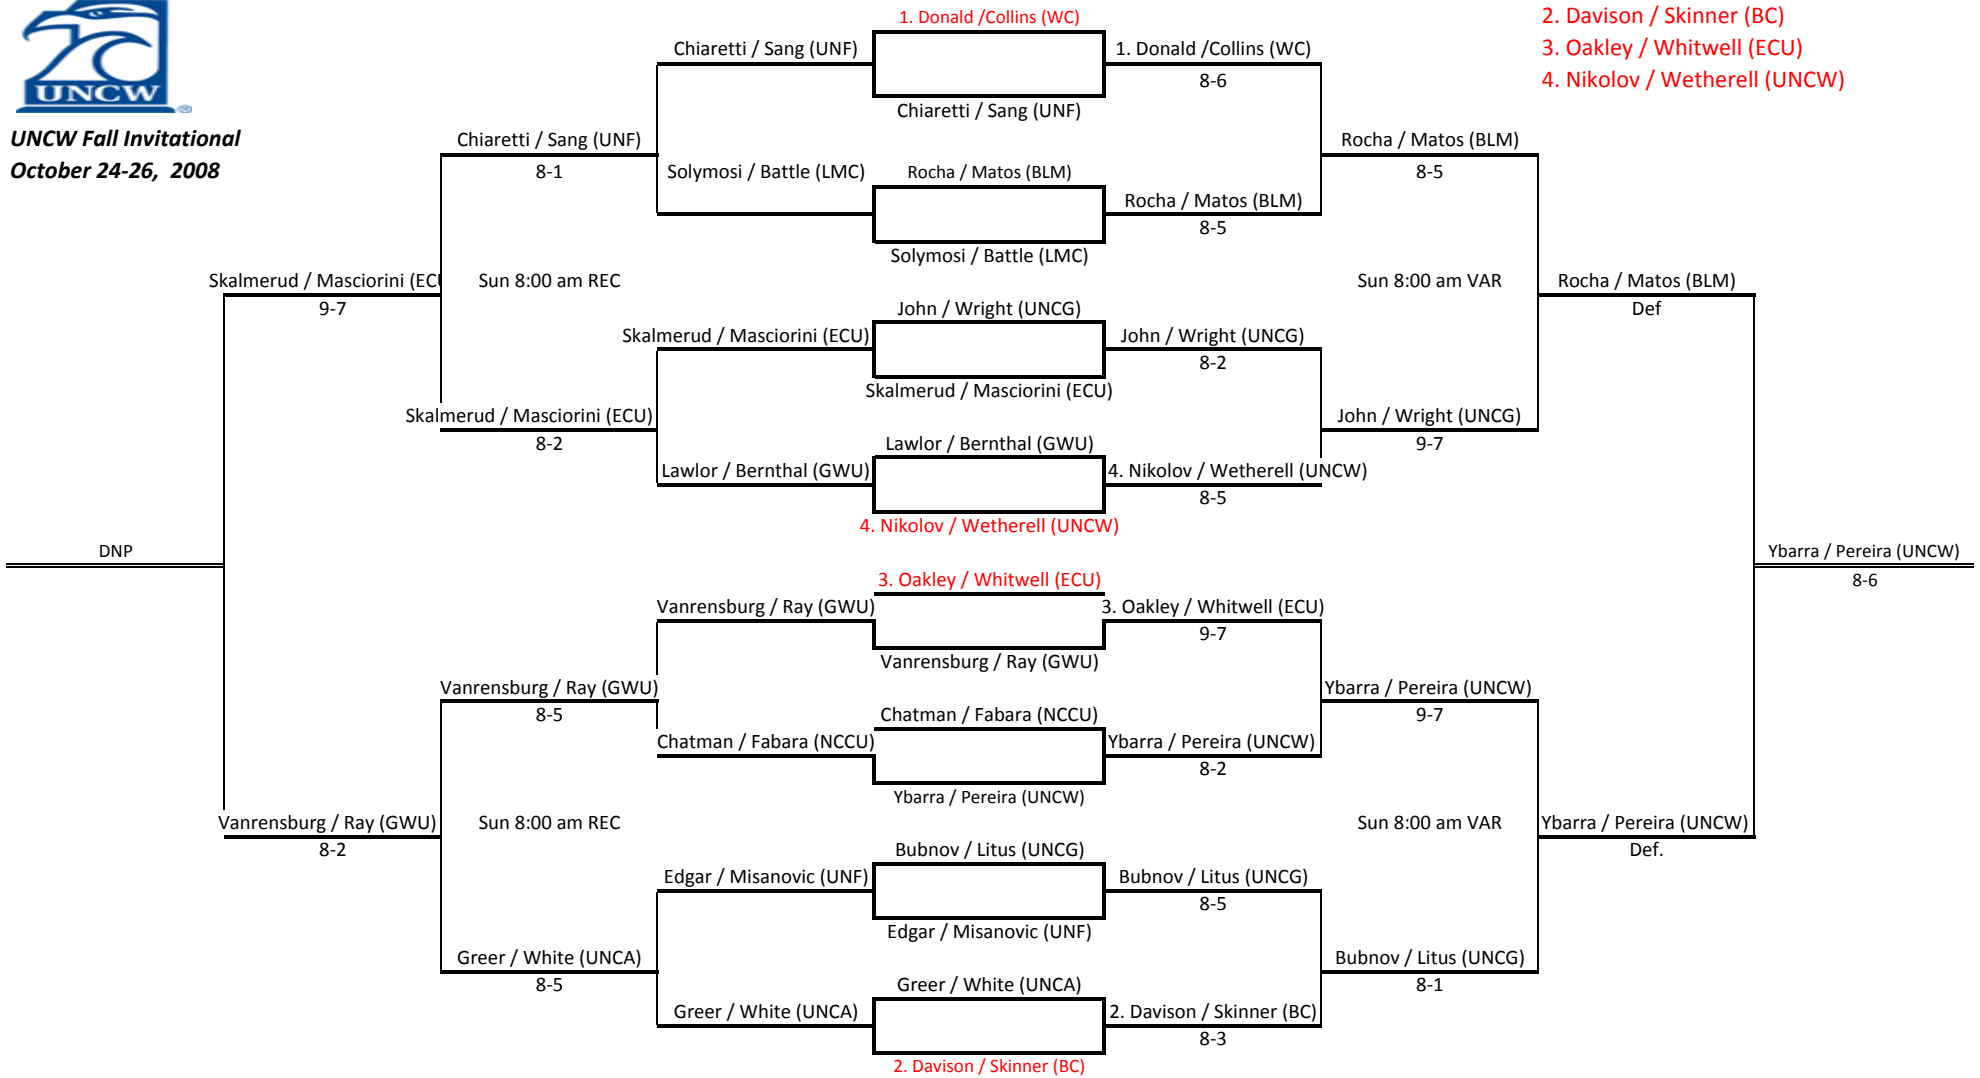 1. Donald /Collins (WC)
2. Davison / Skinner (BC)
Chiaretti / Sang (UNF)
1. Donald /Collins (WC)
3. Oakley / Whitwell (ECU)
8-6
4. Nikolov / Wetherell (UNCW)
UNCW
Chiaretti / Sang (UNF)
UNCW Fall Invitational
Chiaretti / Sang (UNF)
Rocha / Matos (BLM)
October 24-26, 2008
8-1
Solymosi / Battle (LMC)
Rocha / Matos (BLM)
8-5
Rocha / Matos (BLM)
8-5
Solymosi / Battle (LMC)
Skalmerud / Masciorini (ECU
Sun 8:00 am REC
Sun 8:00 am VAR
Rocha / Matos (BLM)
9-7
John / Wright (UNCG)
Def
Skalmerud / Masciorini (ECU)
John / Wright (UNCG)
8-2
Skalmerud / Masciorini (ECU)
Skalmerud / Masciorini (ECU)
John / Wright (UNCG)
8-2
Lawlor / Bernthal (GWU)
9-7
Lawlor / Bernthal (GWU)
4. Nikolov / Wetherell (UNCW)
8-5
4. Nikolov / Wetherell (UNCW)
DNP
Ybarra / Pereira (UNCW)
3. Oakley / Whitwell (ECU)
8-6
Vanrensburg / Ray (GWU)
3. Oakley / Whitwell (ECU)
9-7
Vanrensburg / Ray (GWU)
Vanrensburg / Ray (GWU)
Ybarra / Pereira (UNCW)
8-5
Chatman / Fabara (NCCU)
9-7
Chatman / Fabara (NCCU)
Ybarra / Pereira (UNCW)
8-2
Ybarra / Pereira (UNCW)
Vanrensburg / Ray (GWU)
Sun 8:00 am REC
Sun 8:00 am VAR
Ybarra / Pereira (UNCW)
8-2
Bubnov / Litus (UNCG)
Def.
Edgar / Misanovic (UNF)
Bubnov / Litus (UNCG)
8-5
Edgar / Misanovic (UNF)
Greer / White (UNCA)
Bubnov / Litus (UNCG)
8-5
Greer / White (UNCA)
8-1
Greer / White (UNCA)
2. Davison / Skinner (BC)
8-3
2. Davison / Skinner (BC)